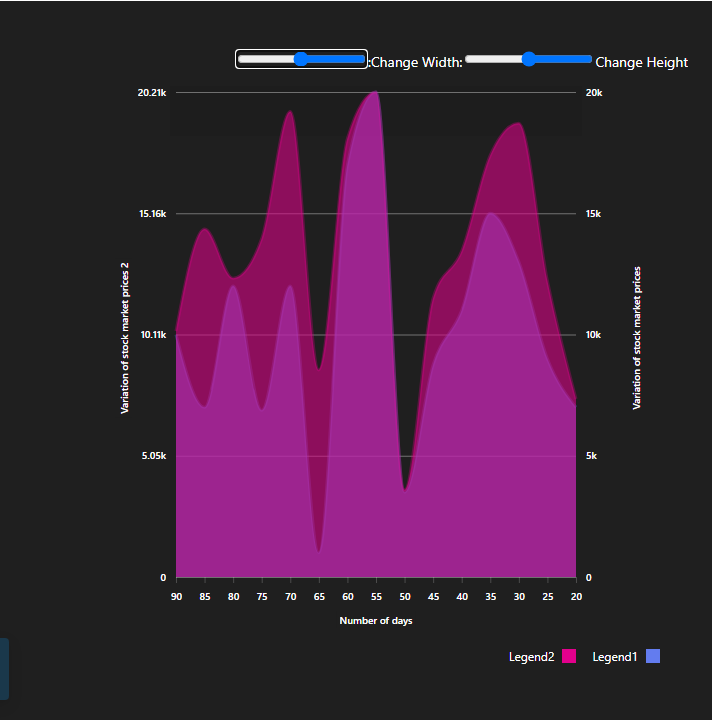 :Change Width: Change Height
20.21k 20k
15.16k 15k
10.11k 10k
5.05k 5k
0 0
Variation of stock market prices 2
Variation of stock market prices
90 85 80 75 70 65 60 55 50 45 40 35 30 25 20
Number of days
Legend2 Legend1